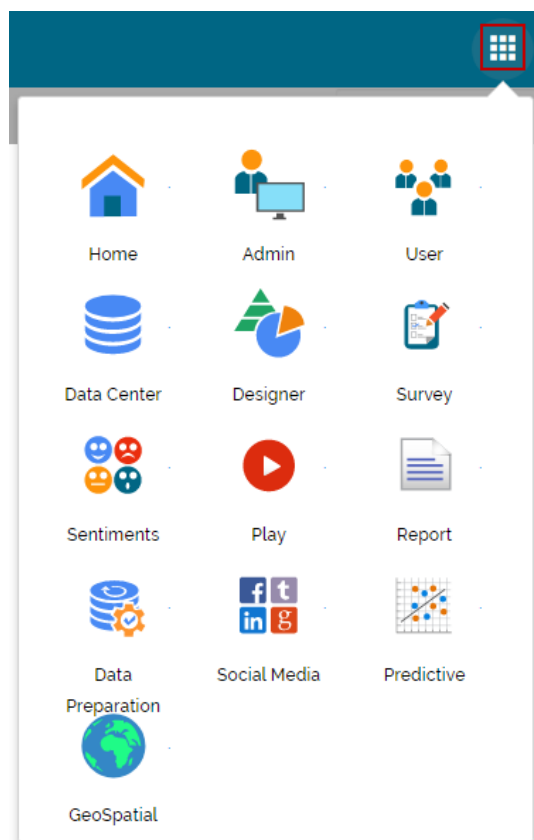 Home Admin User
Data Center Designer Survey
Sentiments Play Report
Data Social Media Predictive
Preparation
GeoSpatial